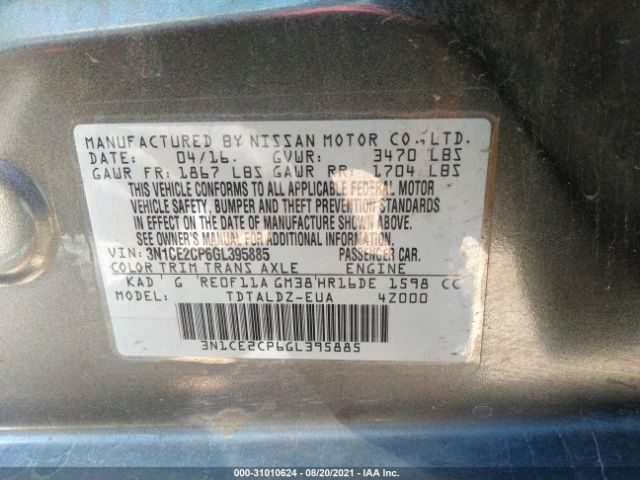 MANUFACTURED BY NISSAN MOTOR CO., LTD.
DATE: 04/16. GVWR: 3470 LBS
GAWR FR: 1867 LBS GAWR RR: 1704 LBS
THIS VEHICLE CONFORMS TO ALL APPLICABLE FEDERAL MOTOR
VEHICLE SAFETY, BUMPER AND THEFT PREVENTION STANDARDS
IN EFFECT ON THE DATE OF MANUFACTURE SHOWN ABOVE.
SEE OWNER'S MANUAL FOR ADDITIONAL INFORMATION.
VIN: 3N1CE2CP6GL395885 PASSENGER CAR.
COLOR TRIM TRANS AXLE ENGINE
KAD G RE0F11A GM38 HR16DE 1598 CC
MODEL: TDTALDZ-EUA 4Z000
3N1CE2CP6GL395885
000-31010624 - 08/20/2021 - IAA Inc.